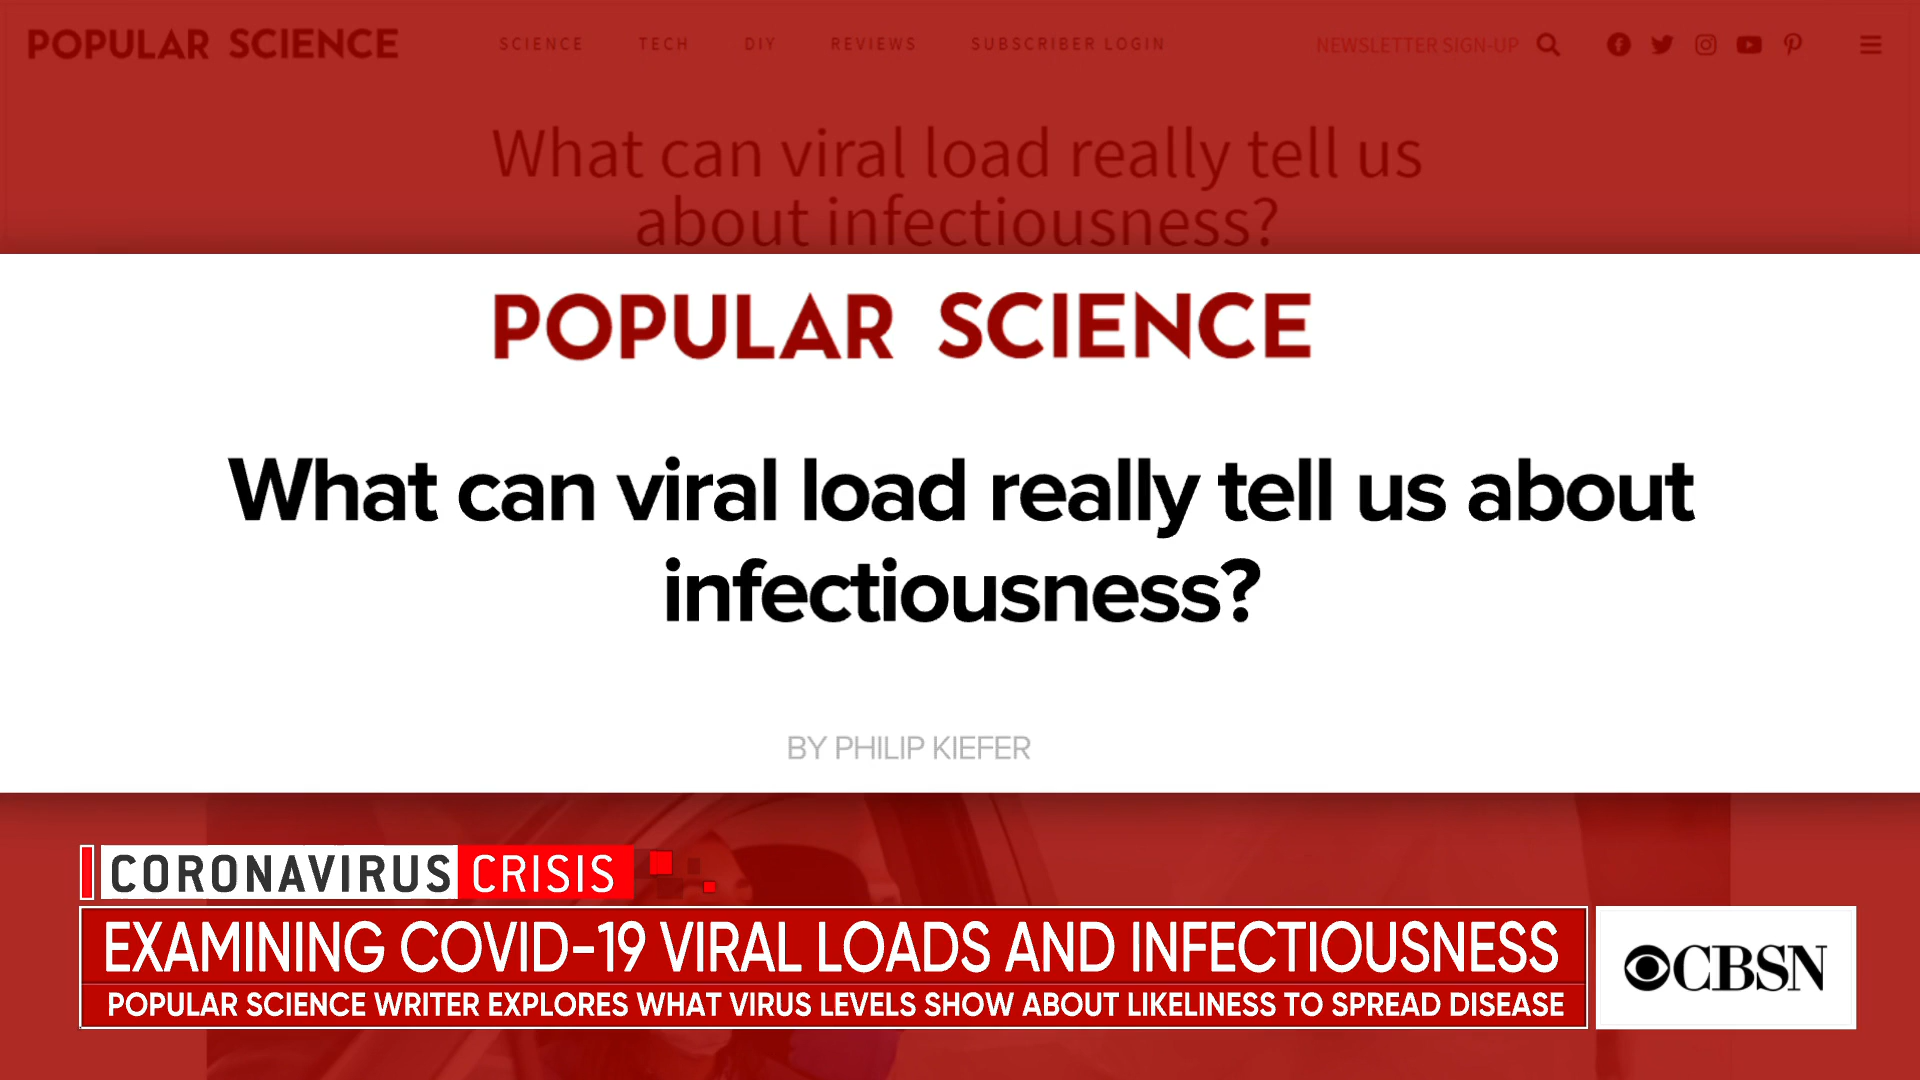 POPULAR SCIENCE
SCIENCE TECH DIY REVIEWS SUBSCRIBER LOGIN NEWSLETTER SIGN-UP
What can viral load really tell us
about infectiousness?
POPULAR SCIENCE
What can viral load really tell us about
infectiousness?
BY PHILIP KIEFER
CORONAVIRUS CRISIS
EXAMINING COVID-19 VIRAL LOADS AND INFECTIOUSNESS
POPULAR SCIENCE WRITER EXPLORES WHAT VIRUS LEVELS SHOW ABOUT LIKELINESS TO SPREAD DISEASE
CBSN